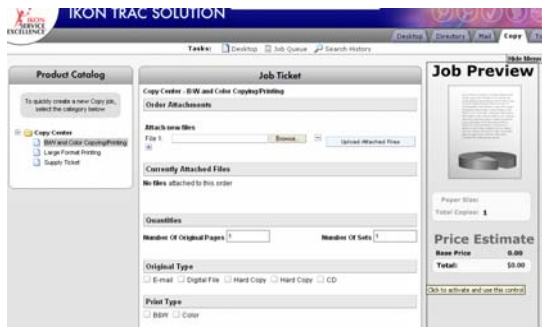 IKON TRAC SOLUTION
IKON
SERVICE
EXCELLENCE
Desktop Directory Mail Copy
Tasks: Desktop Job Queue Search History
Hide Menu
Product Catalog
To quickly create a new Copy job,
select the category below.
Copy Center
B/W and Color Copying/Printing
Large Format Printing
Supply Ticket
Job Ticket
Copy Center - B/W and Color Copying/Printing
Order Attachments
Attach new files
File 1: Browse... Upload Attached Files
Currently Attached Files
No files attached to this order
Quantities
Number Of Original Pages 1 Number Of Sets 1
Original Type
E-mail Digital File Hard Copy Hard Copy CD
Print Type
B&W Color
Job Preview
Paper Size:
Total Copies: 1
Price Estimate
Base Price 0.00
Total: $0.00
Click to activate and use this control